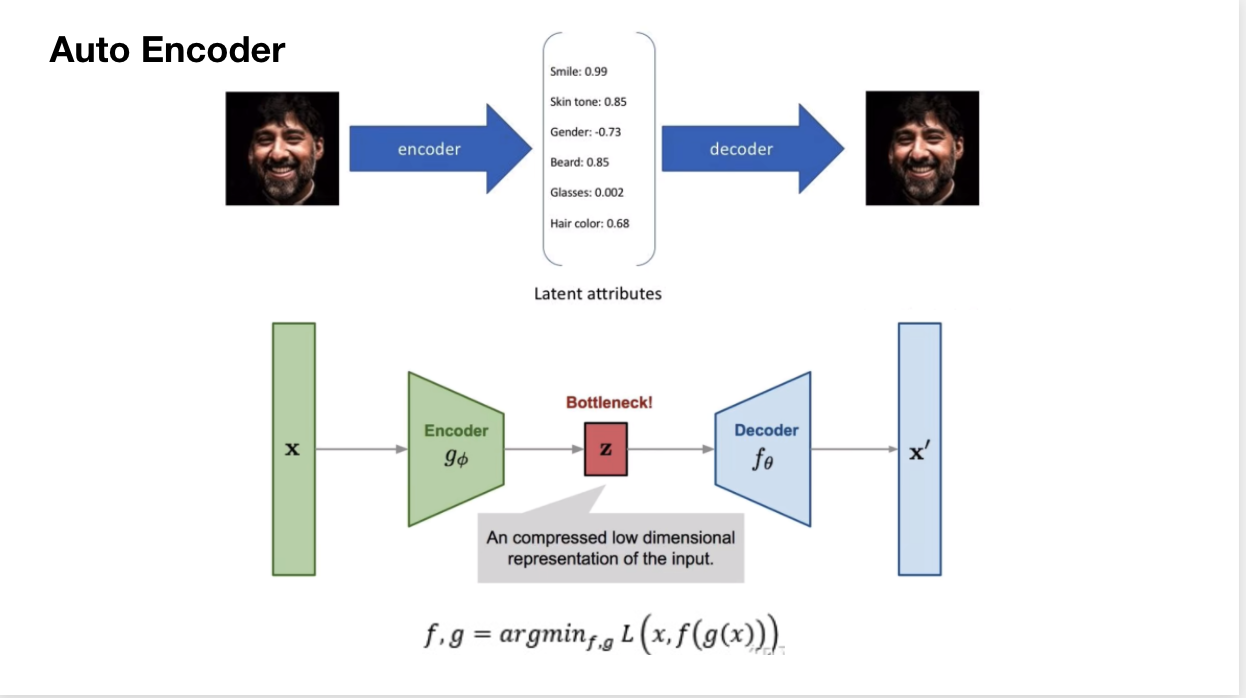 Auto Encoder
Smile: 0.99
Skin tone: 0.85
Gender: -0.73
Beard: 0.85
Glasses: 0.002
Hair color: 0.68
encoder
decoder
Latent attributes
x
Encoder
gϕ
Bottleneck!
z
Decoder
fθ
x′
An compressed low dimensional
representation of the input.
f,g = argmin_{f,g} L(x,f(g(x)))